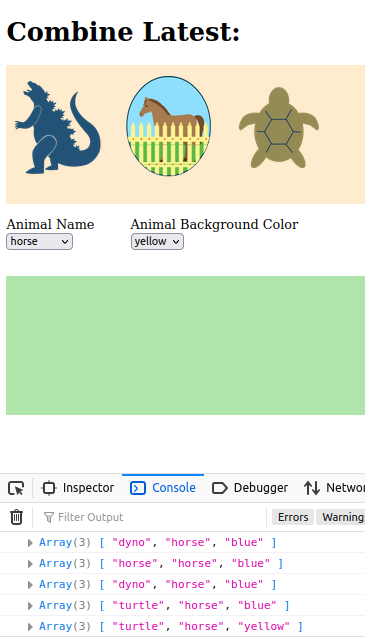 Combine Latest:
Animal Name Animal Background Color
horse yellow
Inspector Console Debugger Networ
Filter Output Errors Warning
Array(3) [ "dyno", "horse", "blue" ]
Array(3) [ "horse", "horse", "blue" ]
Array(3) [ "dyno", "horse", "blue" ]
Array(3) [ "turtle", "horse", "blue" ]
Array(3) [ "turtle", "horse", "yellow" ]